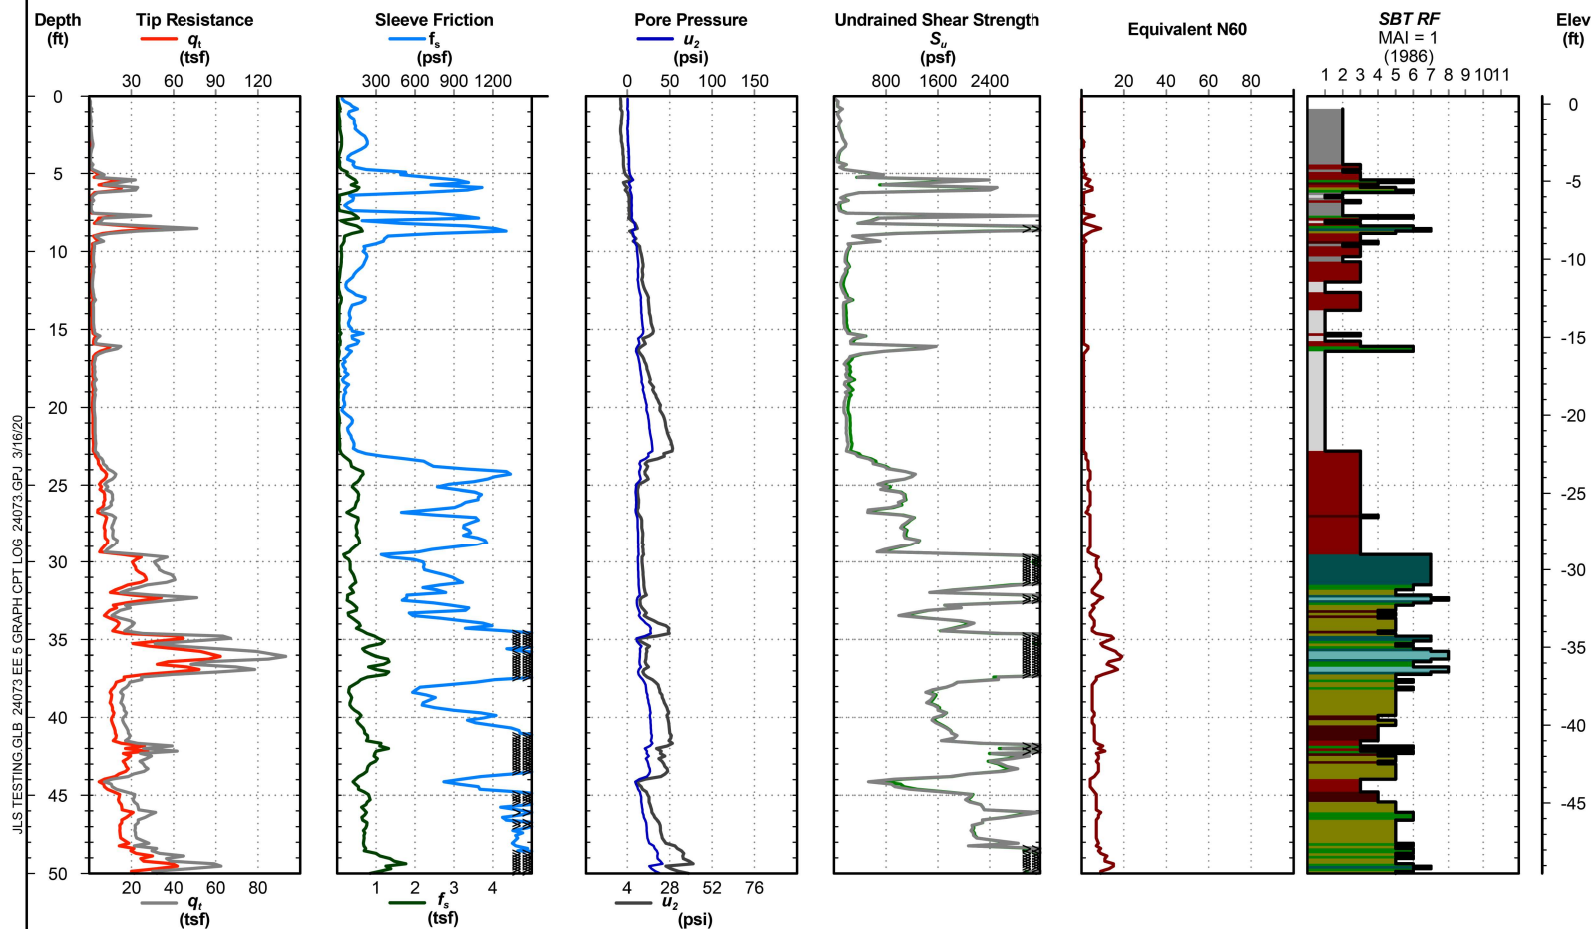 Depth
(ft)
Tip Resistance
qt
(tsf)
Sleeve Friction
fs
(psf)
Pore Pressure
u2
(psi)
Undrained Shear Strength
Su
(psf)
Equivalent N60
SBT RF
MAI = 1
(1986)
Elev
(ft)
30 60 90 120
300 600 900 1200
0 50 100 150
800 1600 2400
20 40 60 80
1 2 3 4 5 6 7 8 9 10 11
0
5
10
15
20
25
30
35
40
45
50
0
-5
-10
-15
-20
-25
-30
-35
-40
-45
>>
20 40 60 80
1 2 3 4
4 28 52 76
qt
(tsf)
fs
(tsf)
u2
(psi)
JLS TESTING.GLB 24073 EE 5 GRAPH CPT LOG 24073.GPJ 3/16/20